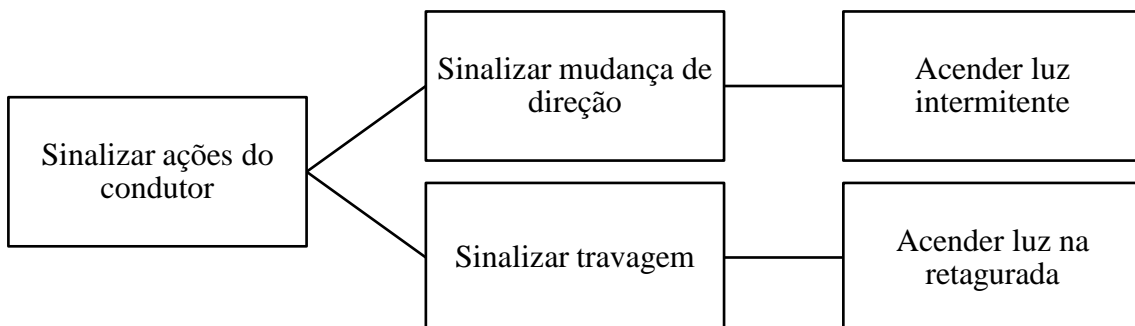 Sinalizar ações do
condutor
Sinalizar mudança de
direção
Acender luz
intermitente
Sinalizar travagem
Acender luz na
retagurada